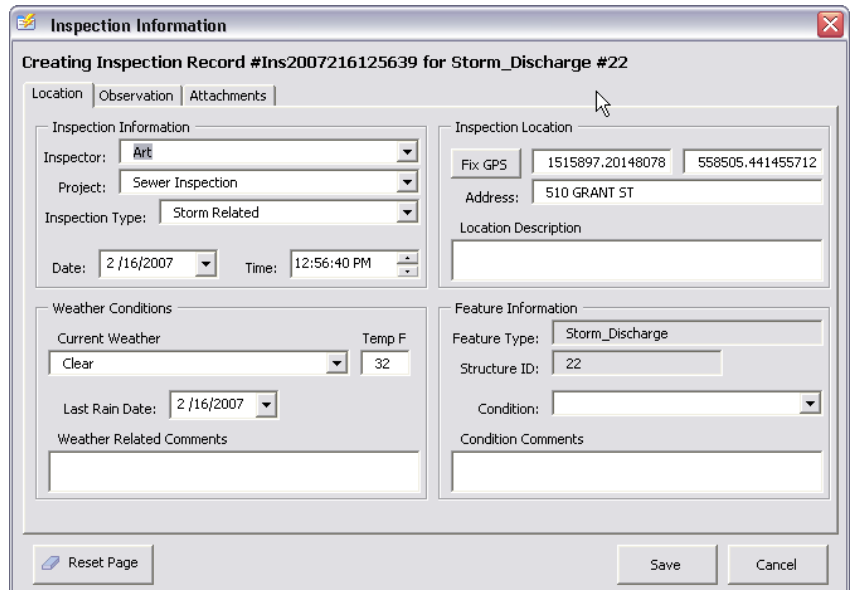 Inspection Information
Creating Inspection Record #Ins2007216125639 for Storm_Discharge #22
Location Observation Attachments
Inspection Information
Inspector: Art
Project: Sewer Inspection
Inspection Type: Storm Related
Date: 2 /16/2007 Time: 12:56:40 PM
Inspection Location
Fix GPS 1515897.20148078 558505.441455712
Address: 510 GRANT ST
Location Description
Weather Conditions
Current Weather Temp F
Clear 32
Last Rain Date: 2 /16/2007
Weather Related Comments
Feature Information
Feature Type: Storm_Discharge
Structure ID: 22
Condition:
Condition Comments
Reset Page Save Cancel